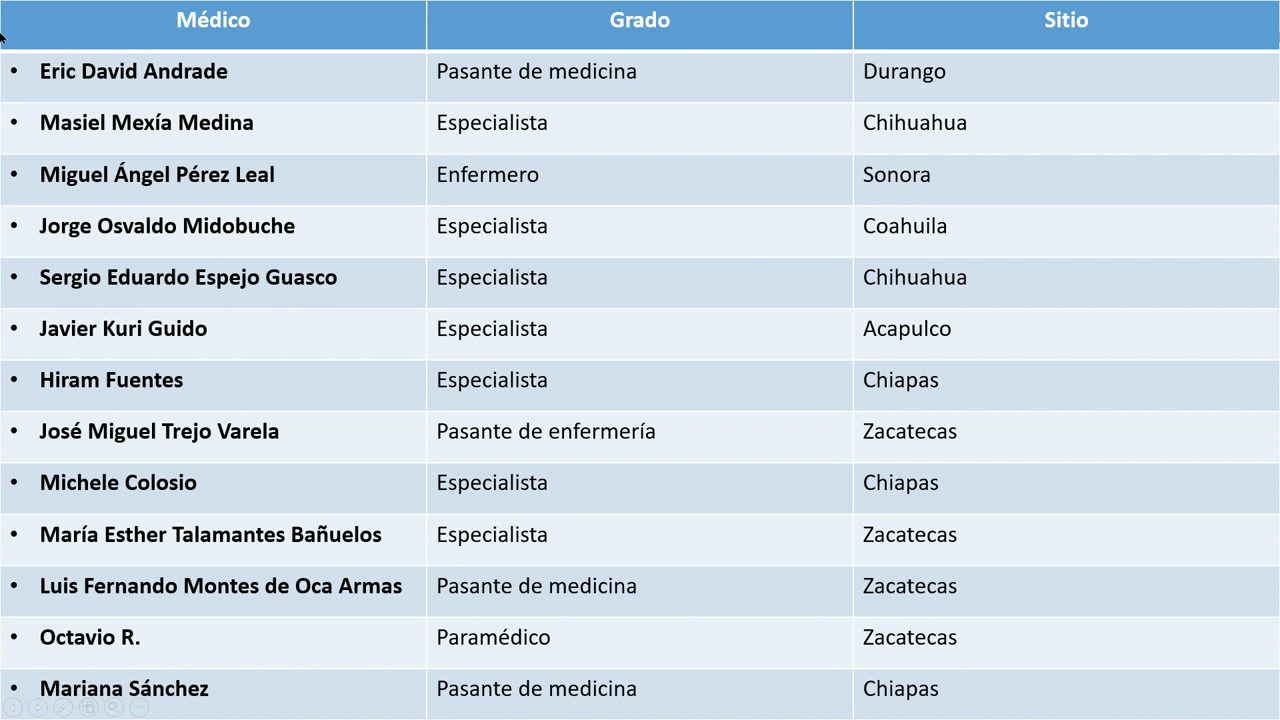 Médico Grado Sitio
• Eric David Andrade Pasante de medicina Durango
• Masiel Mexía Medina Especialista Chihuahua
• Miguel Ángel Pérez Leal Enfermero Sonora
• Jorge Osvaldo Midobuche Especialista Coahuila
• Sergio Eduardo Espejo Guasco Especialista Chihuahua
• Javier Kuri Guido Especialista Acapulco
• Hiram Fuentes Especialista Chiapas
• José Miguel Trejo Varela Pasante de enfermería Zacatecas
• Michele Colosio Especialista Chiapas
• María Esther Talamantes Bañuelos Especialista Zacatecas
• Luis Fernando Montes de Oca Armas Pasante de medicina Zacatecas
• Octavio R. Paramédico Zacatecas
• Mariana Sánchez Pasante de medicina Chiapas